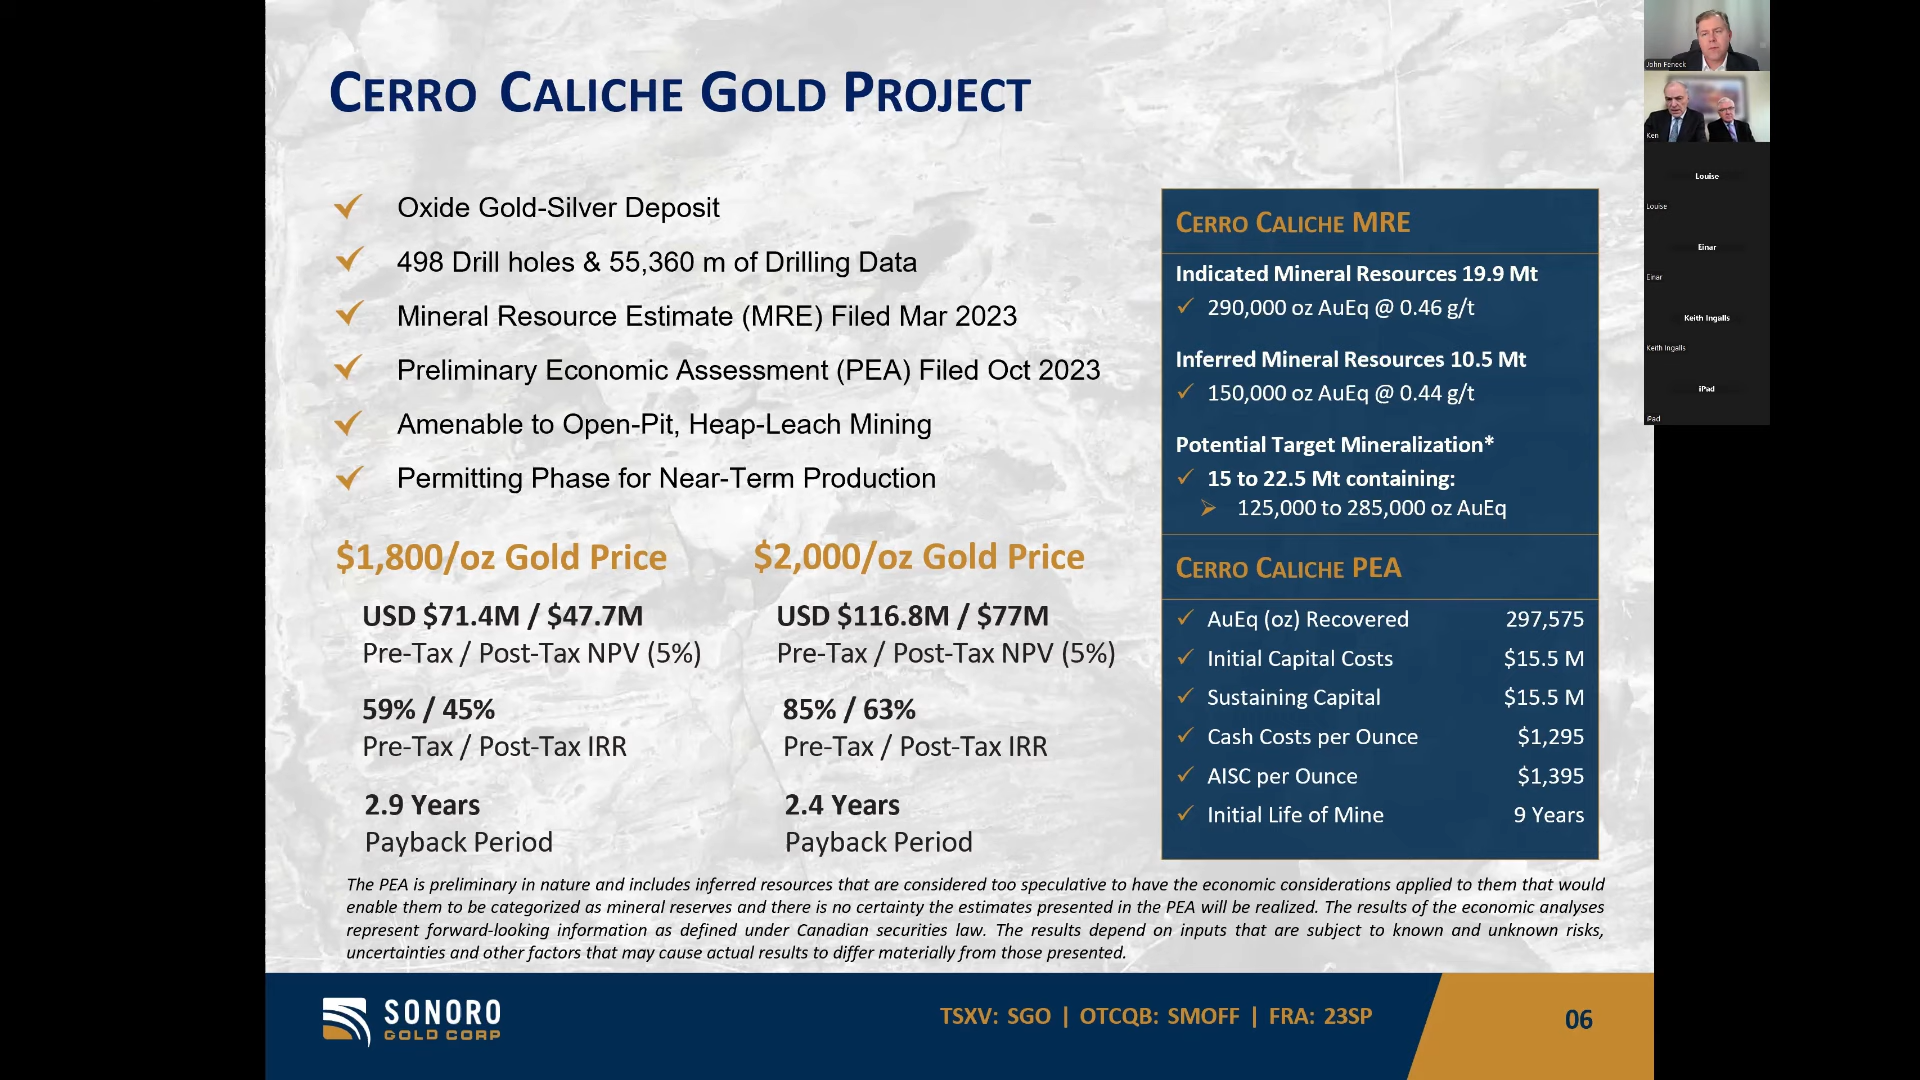 CERRO CALICHE GOLD PROJECT
Oxide Gold-Silver Deposit
498 Drill holes & 55,360 m of Drilling Data
Mineral Resource Estimate (MRE) Filed Mar 2023
Preliminary Economic Assessment (PEA) Filed Oct 2023
Amenable to Open-Pit, Heap-Leach Mining
Permitting Phase for Near-Term Production
$1,800/oz Gold Price
USD $71.4M / $47.7M
Pre-Tax / Post-Tax NPV (5%)
59% / 45%
Pre-Tax / Post-Tax IRR
2.9 Years
Payback Period
$2,000/oz Gold Price
USD $116.8M / $77M
Pre-Tax / Post-Tax NPV (5%)
85% / 63%
Pre-Tax / Post-Tax IRR
2.4 Years
Payback Period
CERRO CALICHE MRE
Indicated Mineral Resources 19.9 Mt
290,000 oz AuEq @ 0.46 g/t
Inferred Mineral Resources 10.5 Mt
150,000 oz AuEq @ 0.44 g/t
Potential Target Mineralization*
15 to 22.5 Mt containing:
125,000 to 285,000 oz AuEq
CERRO CALICHE PEA
AuEq (oz) Recovered 297,575
Initial Capital Costs $15.5 M
Sustaining Capital $15.5 M
Cash Costs per Ounce $1,295
AISC per Ounce $1,395
Initial Life of Mine 9 Years
The PEA is preliminary in nature and includes inferred resources that are considered too speculative to have the economic considerations applied to them that would
enable them to be categorized as mineral reserves and there is no certainty the estimates presented in the PEA will be realized. The results of the economic analyses
represent forward-looking information as defined under Canadian securities law. The results depend on inputs that are subject to known and unknown risks,
uncertainties and other factors that may cause actual results to differ materially from those presented.
SONORO
GOLD CORP
TSXV: SGO | OTCQB: SMOFF | FRA: 23SP
06
John Feneck
Ken
Louise
Louise
Einar
Einar
Keith Ingalls
Keith Ingalls
iPad
iPad